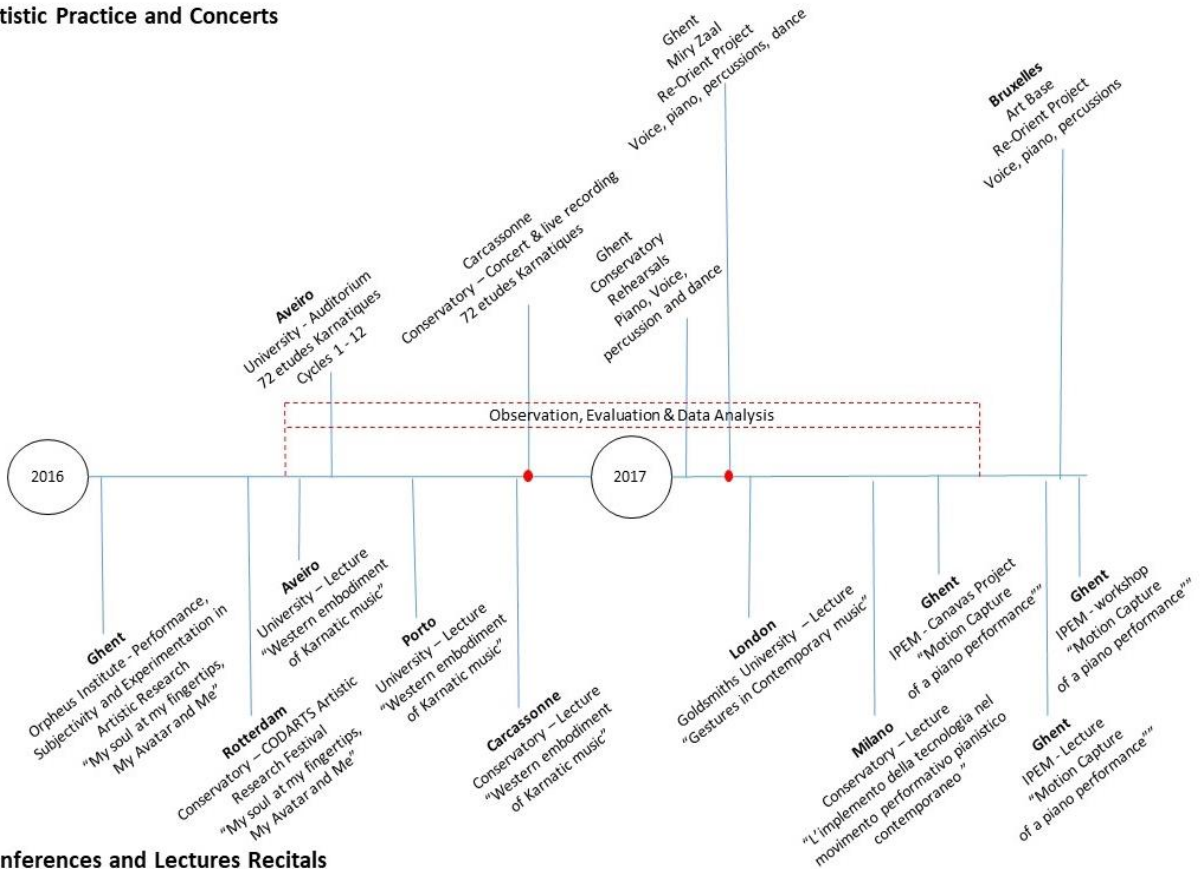 tistic Practice and Concerts
Aveiro
University - Auditorium
72 etudes Karnatiques
Cycles 1 - 12
Carcassonne
Conservatory – Concert & live recording
72 etudes Karnatiques
Ghent
Conservatory
Rehearsals
Piano, Voice,
percussion and dance
Ghent
Miry Zaal
Re-Orient Project
Voice, piano, percussions, dance
Bruxelles
Art Base
Re-Orient Project
Voice, piano, percussions
Observation, Evaluation & Data Analysis
2016
2017
Ghent
Orpheus Institute - Performance,
Subjectivity and Experimentation in
Artistic Research
“My soul at my fingertips,
My Avatar and Me”
Rotterdam
Conservatory – CODARTS Artistic
Research Festival
“My soul at my fingertips,
My Avatar and Me”
Aveiro
University – Lecture
“Western embodiment
of Karnatic music”
Porto
University – Lecture
“Western embodiment
of Karnatic music”
Carcassonne
Conservatory – Lecture
“Western embodiment
of Karnatic music”
London
Goldsmiths University – Lecture
“Gestures in Contemporary music”
Milano
Conservatory – Lecture
“L’implemento della tecnologia nel
movimento performativo pianistico
contemporaneo ”
Ghent
IPEM - Canavas Project
“Motion Capture
of a piano performance””
Ghent
IPEM - Lecture
“Motion Capture
of a piano performance””
Ghent
IPEM - workshop
“Motion Capture
of a piano performance””
nferences and Lectures Recitals